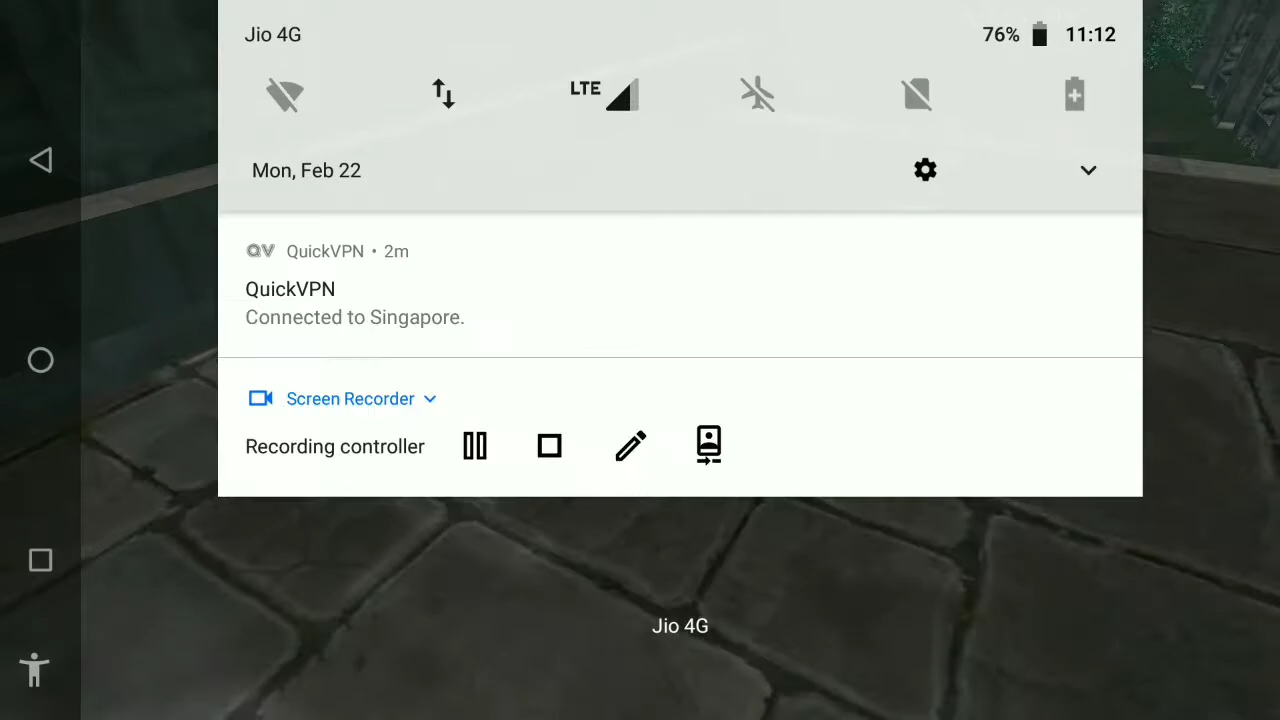 Jio 4G
76% 11:12
LTE
Mon, Feb 22
QV QuickVPN • 2m
QuickVPN
Connected to Singapore.
Screen Recorder
Recording controller
Jio 4G